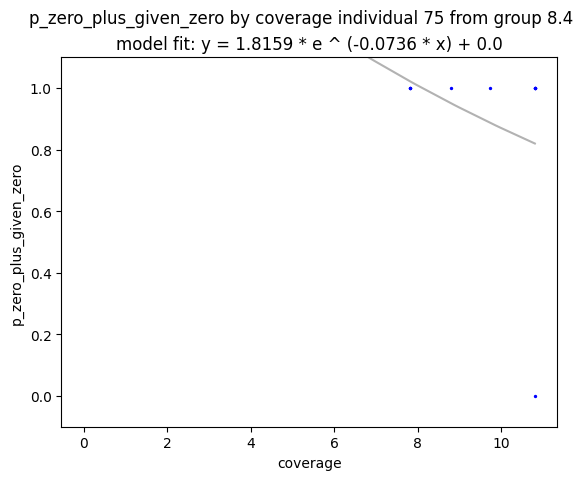 p_zero_plus_given_zero by coverage individual 75 from group 8.4
model fit: y = 1.8159 * e ^ (-0.0736 * x) + 0.0
1.0
0.8
0.6
0.4
0.2
0.0
p_zero_plus_given_zero
0 2 4 6 8 10
coverage